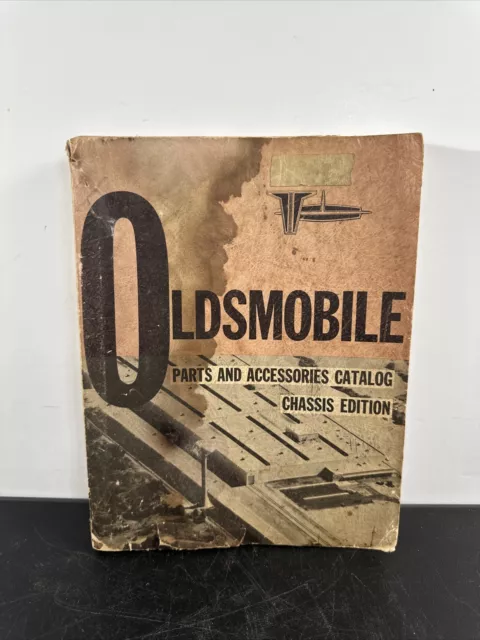 OLDSMOBILE
PARTS AND ACCESSORIES CATALOG
CHASSIS EDITION